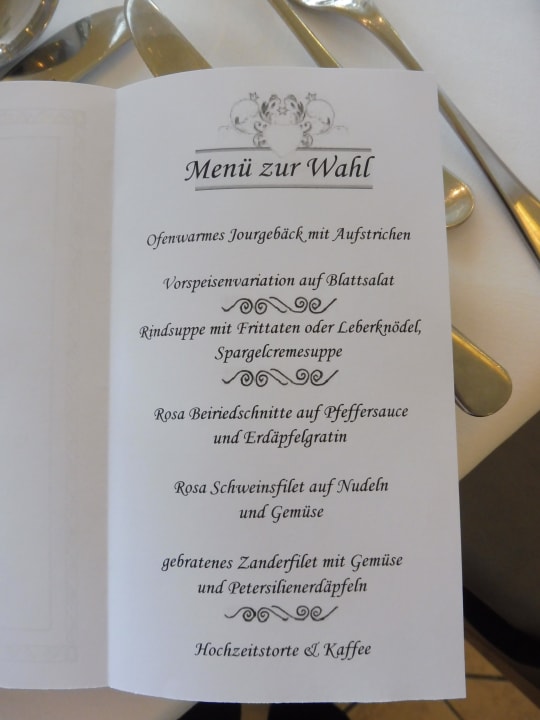 Menü zur Wahl
Ofenwarmes Jourgebäck mit Aufstrichen
Vorspeisenvariation auf Blattsalat
Rindsuppe mit Frittaten oder Leberknödel,
Spargelcremesuppe
Rosa Beiriedschnitte auf Pfeffersauce
und Erdäpfelgratin
Rosa Schweinsfilet auf Nudeln
und Gemüse
gebratenes Zanderfilet mit Gemüse
und Petersilienerdäpfeln
Hochzeitstorte & Kaffee